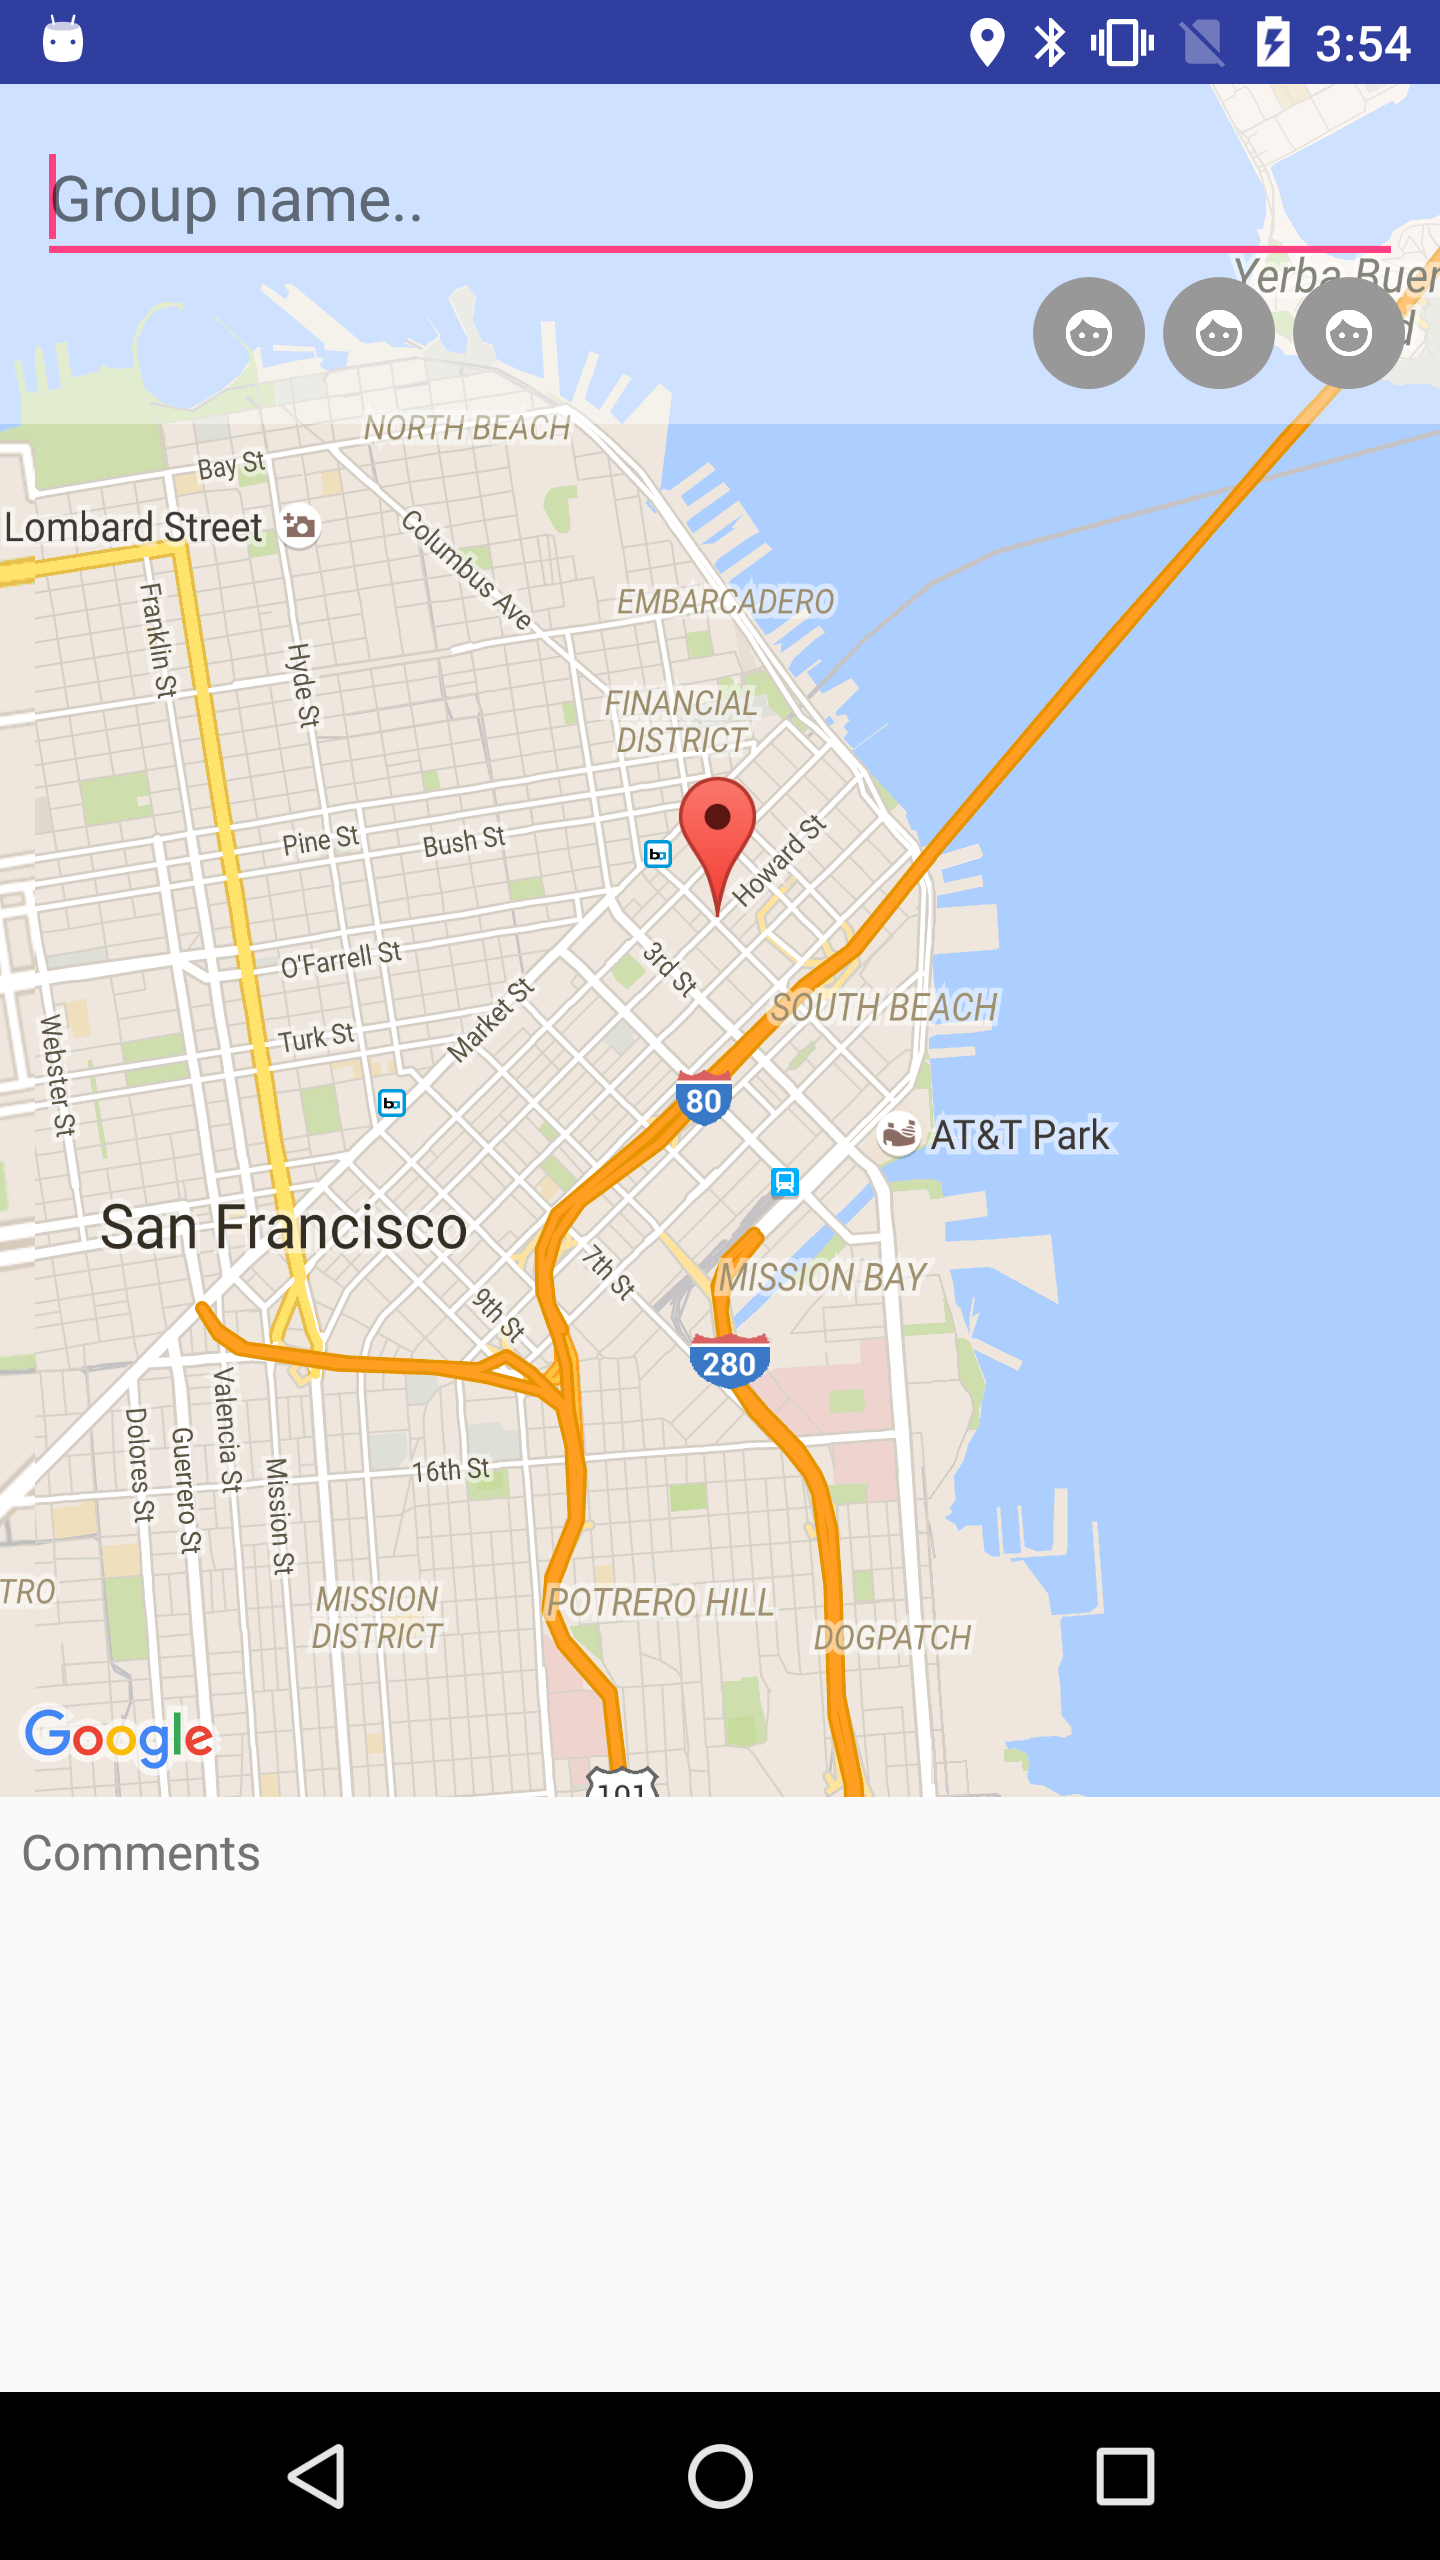 3:54
Group name..
Yerba Buen
d
NORTH BEACH
Bay St
Lombard Street
Columbus Ave
Franklin St
Hyde St
EMBARCADERO
FINANCIAL
DISTRICT
Pine St
Bush St
Howard St
O'Farrell St
3rd St
Market St
SOUTH BEACH
Turk St
Webster St
80
AT&T Park
San Francisco
7th St
MISSION BAY
9th St
280
Valencia St
Dolores St
Guerrero St
Mission St
16th St
TRO
MISSION
DISTRICT
POTRERO HILL
DOGPATCH
Google
101
Comments